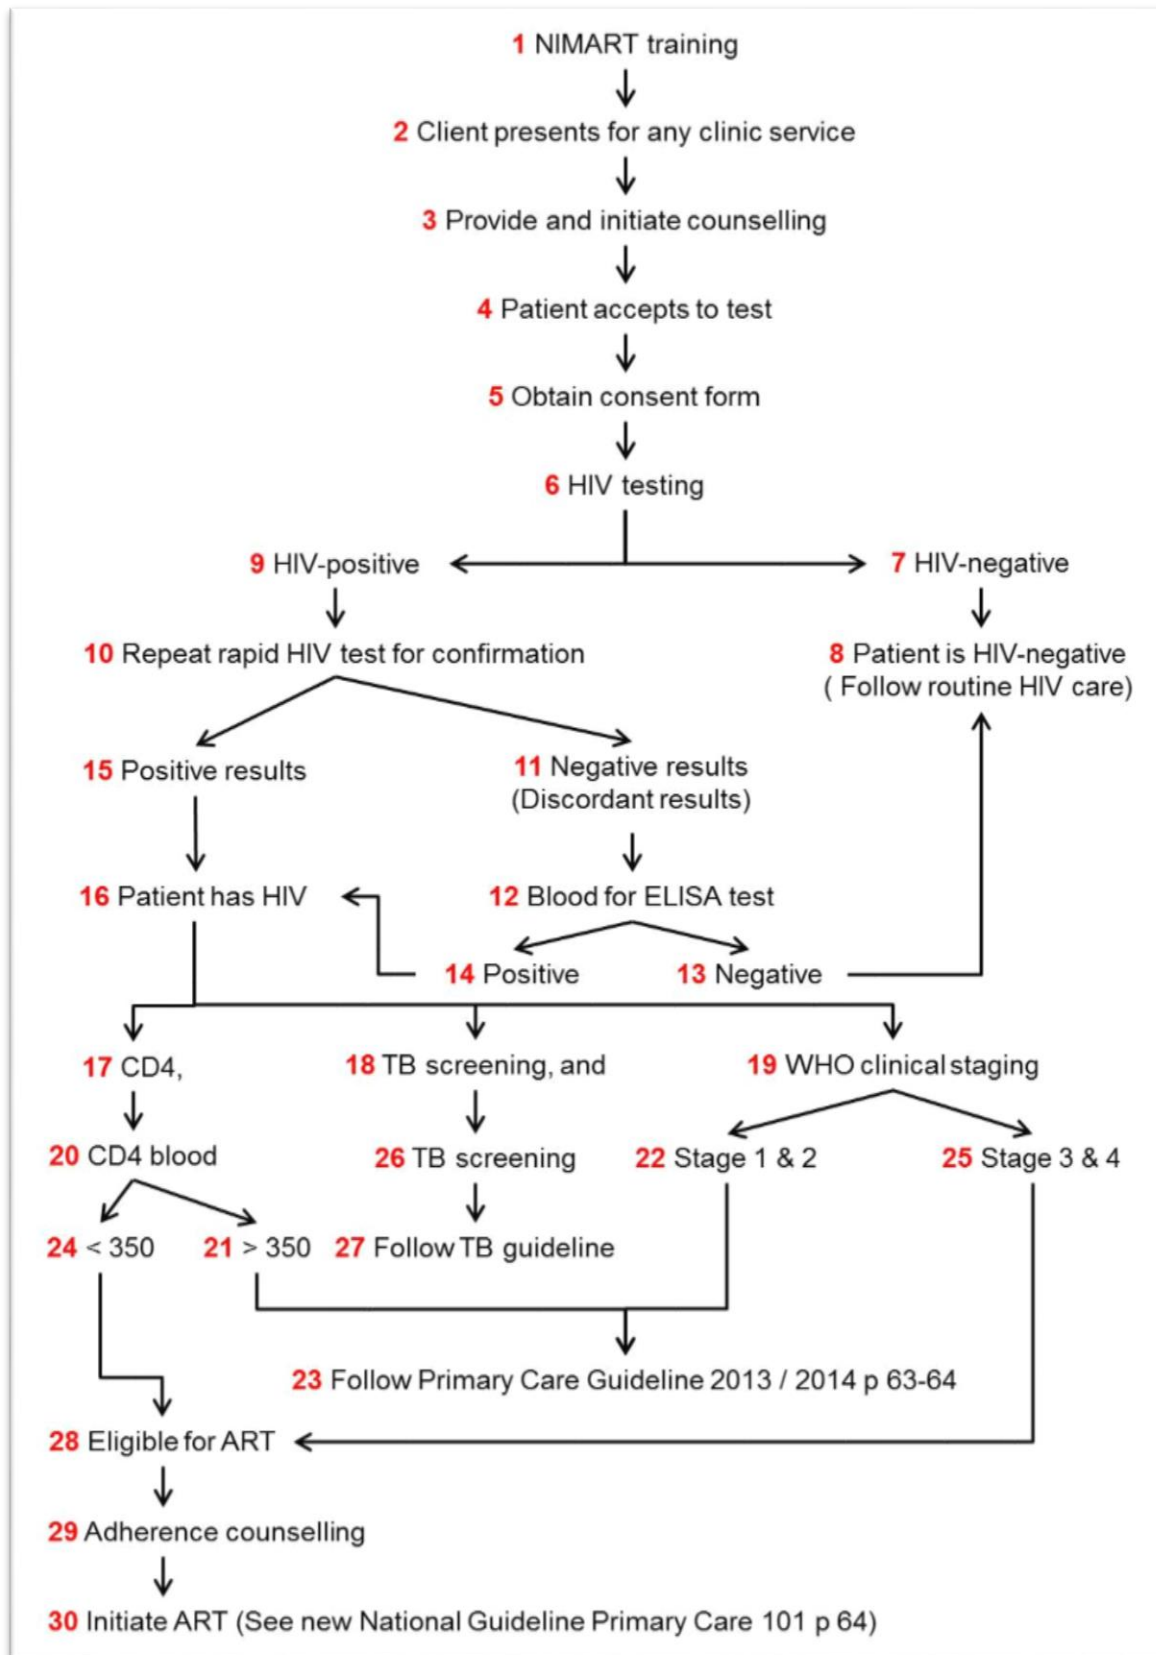 1 NIMART training
2 Client presents for any clinic service
3 Provide and initiate counselling
4 Patient accepts to test
5 Obtain consent form
6 HIV testing
9 HIV-positive
7 HIV-negative
10 Repeat rapid HIV test for confirmation
8 Patient is HIV-negative
( Follow routine HIV care)
15 Positive results
11 Negative results
(Discordant results)
16 Patient has HIV
12 Blood for ELISA test
14 Positive
13 Negative
17 CD4,
18 TB screening, and
19 WHO clinical staging
20 CD4 blood
26 TB screening
22 Stage 1 & 2
25 Stage 3 & 4
24 < 350
21 > 350
27 Follow TB guideline
23 Follow Primary Care Guideline 2013 / 2014 p 63-64
28 Eligible for ART
29 Adherence counselling
30 Initiate ART (See new National Guideline Primary Care 101 p 64)